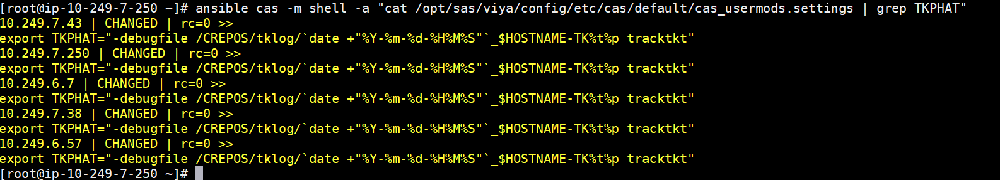 [root@ip-10-249-7-250 ~]# ansible cas -m shell -a "cat /opt/sas/viya/config/etc/cas/default/cas_usermods.settings | grep TKPHAT"
10.249.7.43 | CHANGED | rc=0 >>
export TKPHAT="-debugfile /CREPOS/tklog/`date +"%Y-%m-%d-%H%M%S"`_$HOSTNAME-TK%t%p tracktkt"
10.249.7.250 | CHANGED | rc=0 >>
export TKPHAT="-debugfile /CREPOS/tklog/`date +"%Y-%m-%d-%H%M%S"`_$HOSTNAME-TK%t%p tracktkt"
10.249.6.7 | CHANGED | rc=0 >>
export TKPHAT="-debugfile /CREPOS/tklog/`date +"%Y-%m-%d-%H%M%S"`_$HOSTNAME-TK%t%p tracktkt"
10.249.7.38 | CHANGED | rc=0 >>
export TKPHAT="-debugfile /CREPOS/tklog/`date +"%Y-%m-%d-%H%M%S"`_$HOSTNAME-TK%t%p tracktkt"
10.249.6.57 | CHANGED | rc=0 >>
export TKPHAT="-debugfile /CREPOS/tklog/`date +"%Y-%m-%d-%H%M%S"`_$HOSTNAME-TK%t%p tracktkt"
[root@ip-10-249-7-250 ~]#